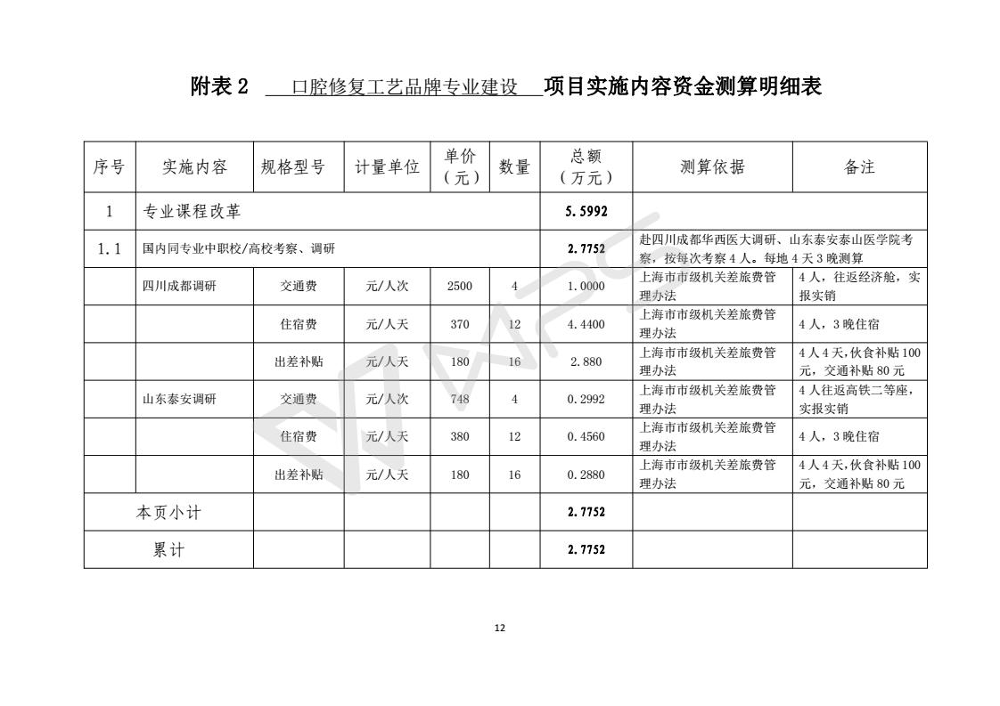 附表 2 口腔修复工艺品牌专业建设 项目实施内容资金测算明细表
序号 实施内容 规格型号 计量单位 单价（元） 数量 总额（万元） 测算依据 备注
1 专业课程改革 5.5992
1.1 国内同专业中职校/高校考察、调研 2.7752 赴四川成都华西医大调研、山东泰安泰山医学院考察，按每次考察 4 人。每地 4 天 3 晚测算
四川成都调研 交通费 元/人次 2500 4 1.0000 上海市市级机关差旅费管理办法 4 人，往返经济舱，实报实销
住宿费 元/人天 370 12 4.4400 上海市市级机关差旅费管理办法 4 人，3 晚住宿
出差补贴 元/人天 180 16 2.880 上海市市级机关差旅费管理办法 4 人 4 天，伙食补贴 100 元，交通补贴 80 元
山东泰安调研 交通费 元/人次 748 4 0.2992 上海市市级机关差旅费管理办法 4 人往返高铁二等座，实报实销
住宿费 元/人天 380 12 0.4560 上海市市级机关差旅费管理办法 4 人，3 晚住宿
出差补贴 元/人天 180 16 0.2880 上海市市级机关差旅费管理办法 4 人 4 天，伙食补贴 100 元，交通补贴 80 元
本页小计 2.7752
累计 2.7752
12
WPS